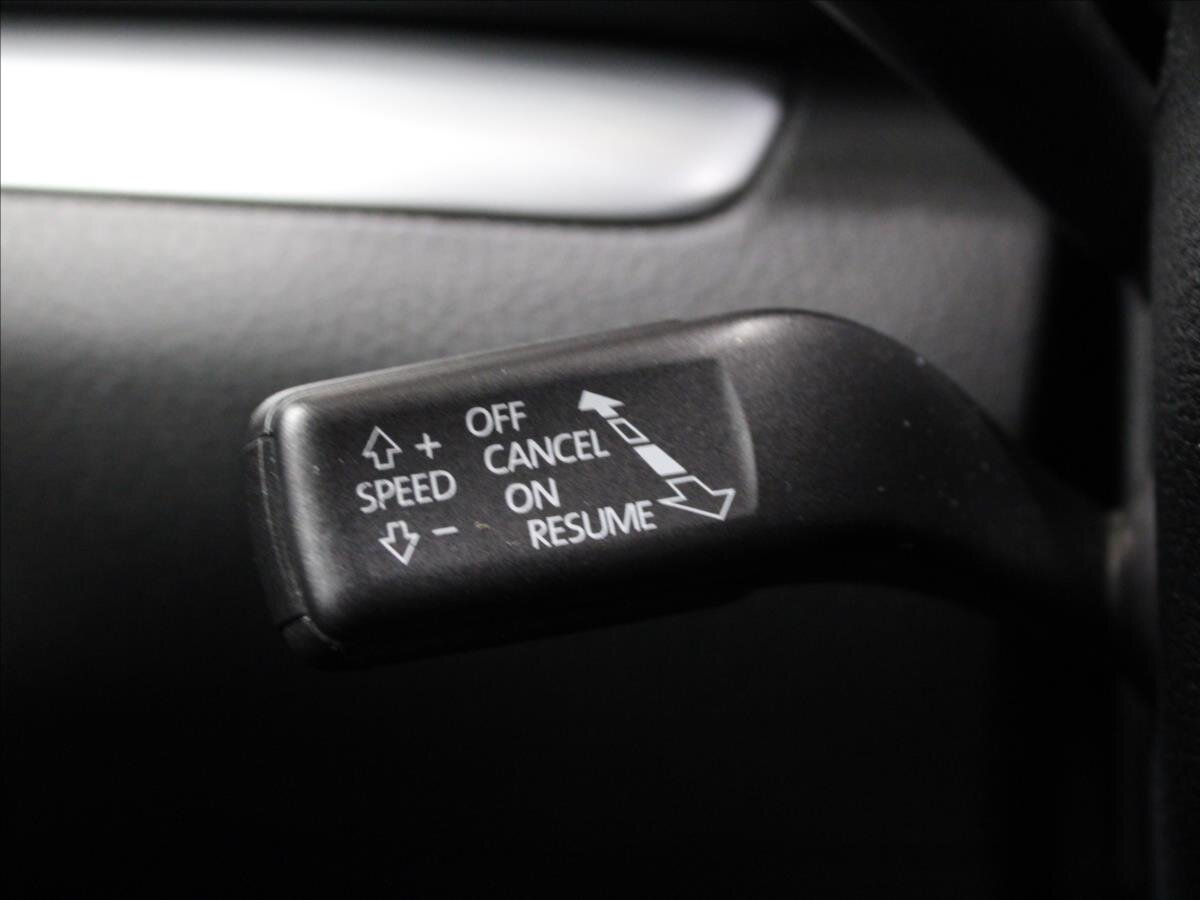 +
SPEED
−
OFF
CANCEL
ON
RESUME